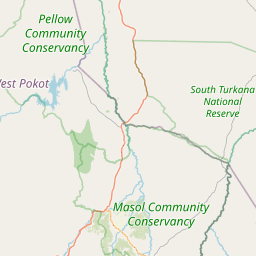 Pellow
Community
Conservancy
West Pokot
South Turkana
National
Reserve
Masol Community
Conservancy